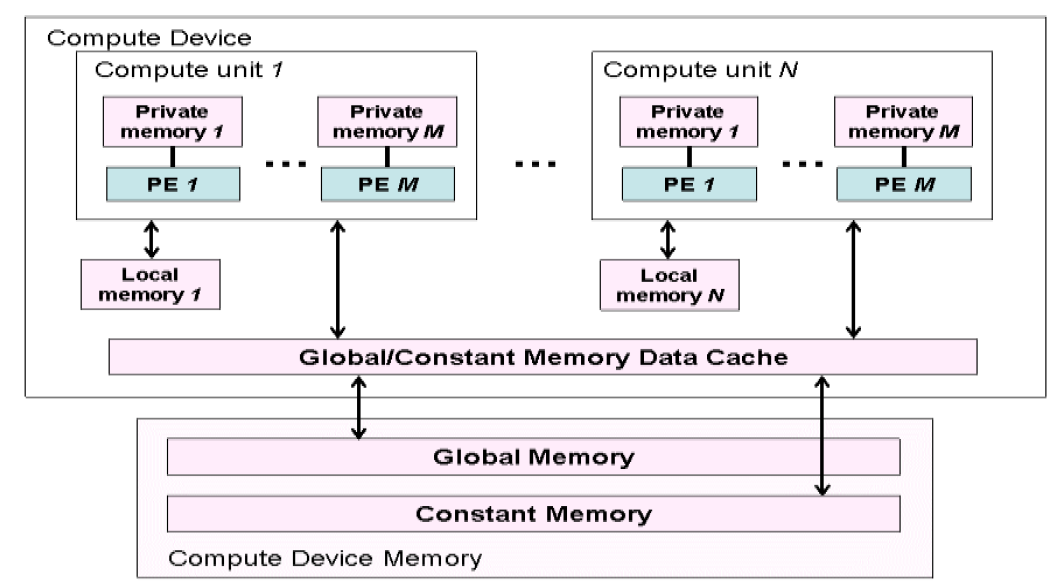 Compute Device
Compute unit 1
Compute unit N
Private
memory 1
Private
memory M
Private
memory 1
Private
memory M
PE 1
PE M
PE 1
PE M
Local
memory 1
Local
memory N
Global/Constant Memory Data Cache
Global Memory
Constant Memory
Compute Device Memory